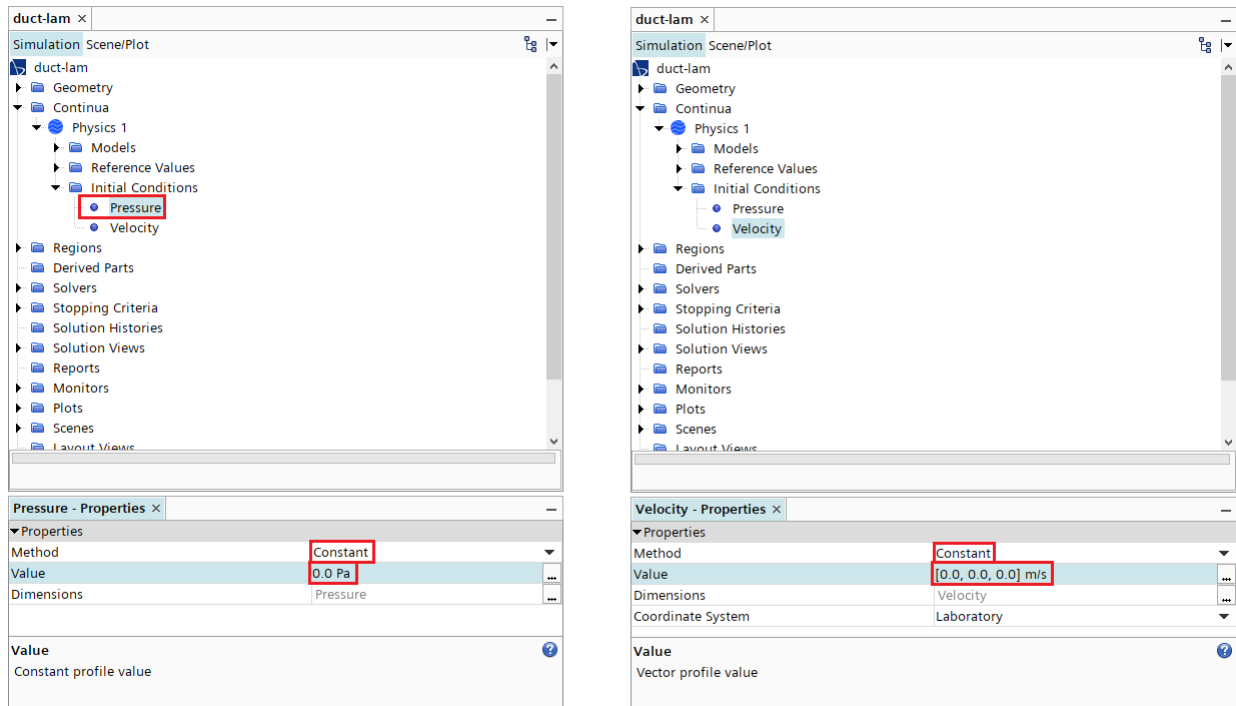 duct-lam ×
Simulation Scene/Plot
duct-lam
Geometry
Continua
Physics 1
Models
Reference Values
Initial Conditions
Pressure
Velocity
Regions
Derived Parts
Solvers
Stopping Criteria
Solution Histories
Solution Views
Reports
Monitors
Plots
Scenes
Layout Views
Pressure - Properties ×
Properties
Method Constant
Value 0.0 Pa ...
Dimensions Pressure ...
Value ?
Constant profile value
duct-lam ×
Simulation Scene/Plot
duct-lam
Geometry
Continua
Physics 1
Models
Reference Values
Initial Conditions
Pressure
Velocity
Regions
Derived Parts
Solvers
Stopping Criteria
Solution Histories
Solution Views
Reports
Monitors
Plots
Scenes
Layout Views
Velocity - Properties ×
Properties
Method Constant
Value [0.0, 0.0, 0.0] m/s ...
Dimensions Velocity ...
Coordinate System Laboratory
Value ?
Vector profile value